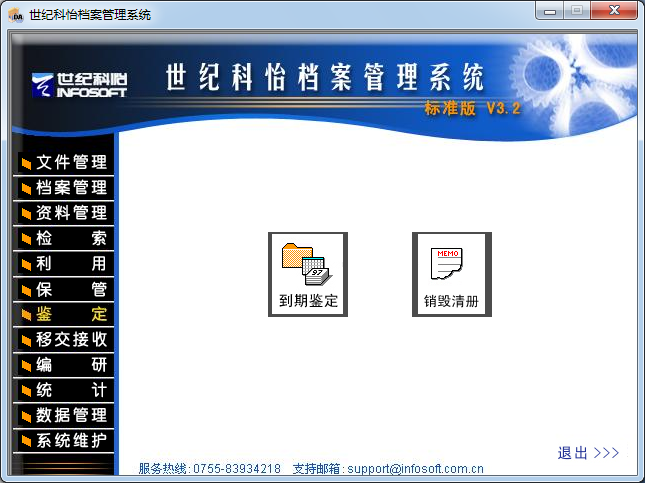 世纪科怡档案管理系统
世纪科怡
INFOSOFT
世纪科怡档案管理系统
标准版 V3.2
文件管理
档案管理
资料管理
检 索
利 用
保 管
鉴 定
移交接收
编 研
统 计
数据管理
系统维护
97
到期鉴定
MEMO
销毁清册
退出 >>>
服务热线:0755-83934218 支持邮箱:support@infosoft.com.cn